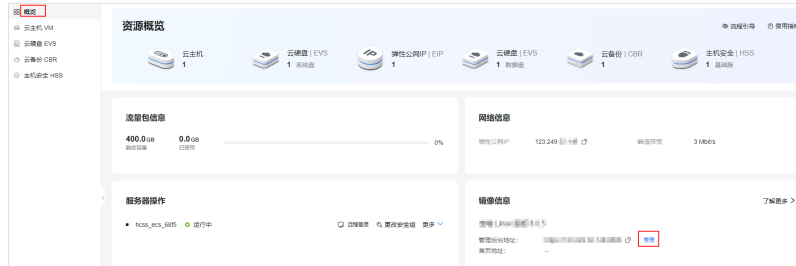 概览
云主机 VM
云硬盘 EVS
云备份 CBR
主机安全 HSS
资源概览
流程引导
使用指
云主机
1
云硬盘 | EVS
1 系统盘
弹性公网IP | EIP
1
云硬盘 | EVS
1 数据盘
云备份 | CBR
1
主机安全 | HSS
1 基础版
流量包信息
400.0 GB
剩余容量
0.0 GB
已使用
0%
网络信息
弹性公网IP
123.249.
峰值带宽
3 Mbit/s
服务器操作
hcss_ecs_68f5
运行中
远程登录
更改安全组
更多
镜像信息
了解更多 >
管理后台地址:
管理
首页地址:
--